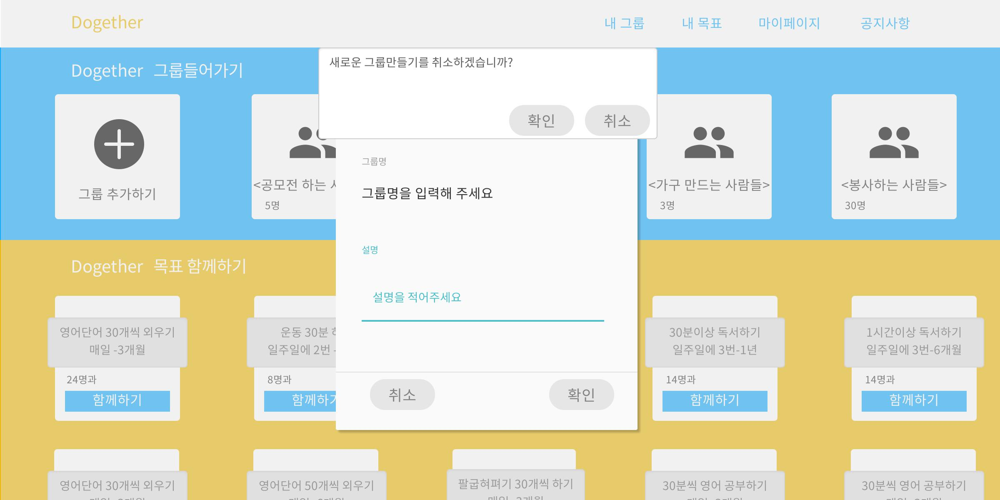 Dogether
내 그룹 내 목표 마이페이지 공지사항
Dogether 그룹들어가기
새로운 그룹만들기를 취소하겠습니까?
확인 취소
그룹 추가하기
<공모전 하는
5명
<가구 만드는 사람들>
3명
<봉사하는 사람들>
30명
그룹명
그룹명을 입력해 주세요
설명
설명을 적어주세요
취소 확인
Dogether 목표 함께하기
영어단어 30개씩 외우기
매일 -3개월
24명과
함께하기
운동 30분
일주일에 2번 -
8명과
함께하기
30분이상 독서하기
일주일에 3번-1년
14명과
함께하기
1시간이상 독서하기
일주일에 3번-6개월
14명과
함께하기
영어단어 30개씩 외우기
영어단어 50개씩 외우기
팔굽혀펴기 30개씩 하기
30분씩 영어 공부하기
30분씩 영어 공부하기